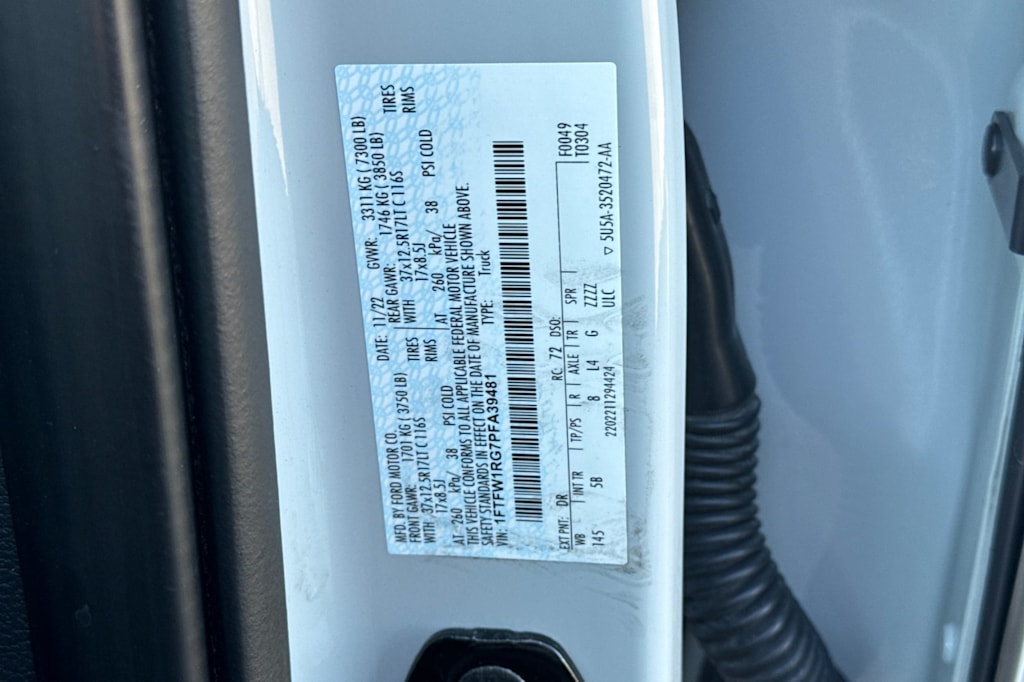 MFD. BY FORD MOTOR CO.
DATE: 11/22 GVWR: 3311 KG ( 7300 LB)
FRONT GAWR: 1701 KG ( 3750 LB) REAR GAWR: 1746 KG ( 3850 LB)
WITH 37x12.5R17LT C 116S TIRES WITH 37x12.5R17LT C 116S TIRES
17x8.5J RIMS 17x8.5J RIMS
AT 260 kPa/ 38 PSI COLD AT 260 kPa/ 38 PSI COLD
THIS VEHICLE CONFORMS TO ALL APPLICABLE FEDERAL MOTOR VEHICLE
SAFETY STANDARDS IN EFFECT ON THE DATE OF MANUFACTURE SHOWN ABOVE.
VIN: 1FTFW1RG7PFA39481 TYPE: Truck
F0049
EXT PNT: DR RC: 72 DSO: T0304
WB INT TR TP/PS R AXLE TR SPR
145 5B 8 L4 G ZZZZ
2202211294424 ULC ▽ 5U5A-3520472-AA